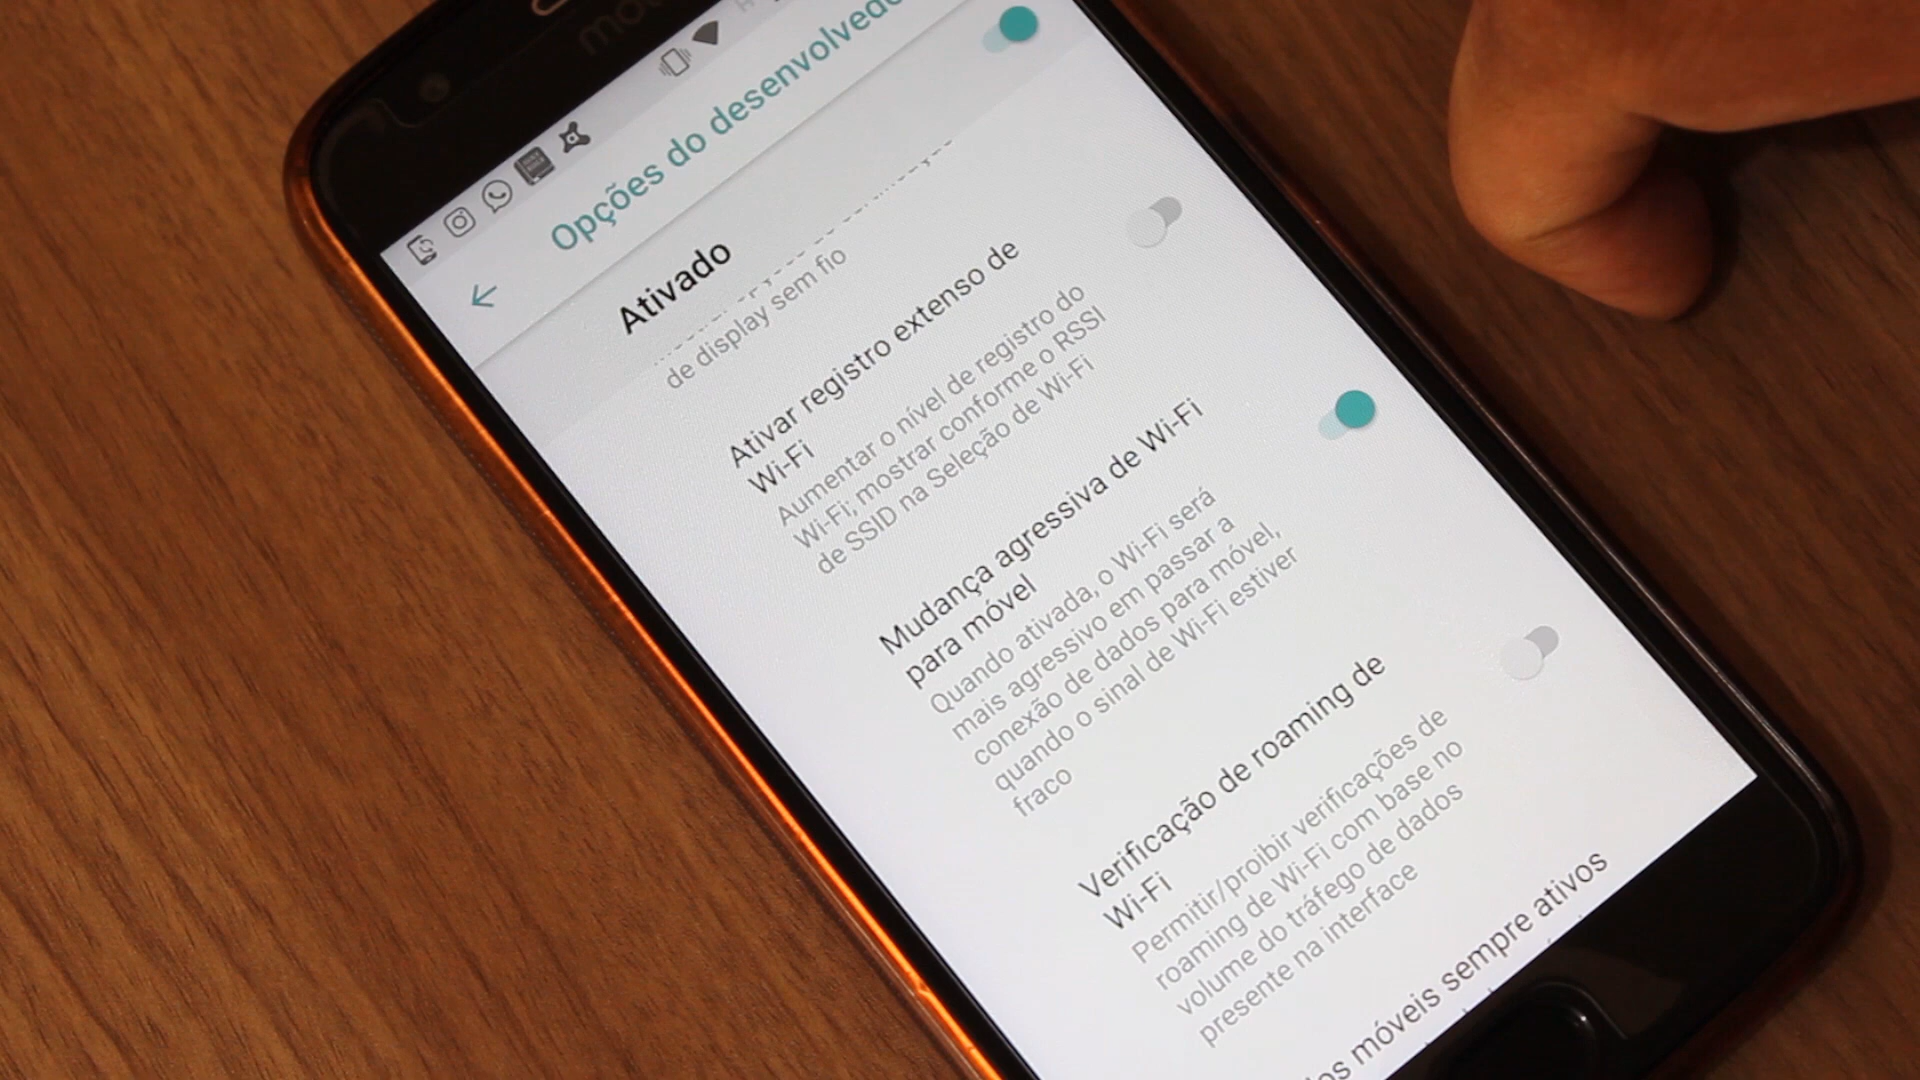 Opções do desenvolvedo
Ativado
de display sem fio
Ativar registro extenso de
Wi-Fi
Aumentar o nível de registro do
Wi-Fi; mostrar conforme o RSSI
de SSID na Seleção de Wi-Fi
Mudança agressiva de Wi-Fi
para móvel
Quando ativada, o Wi-Fi será
mais agressivo em passar a
conexão de dados para móvel,
quando o sinal de Wi-Fi estiver
fraco
Verificação de roaming de
Wi-Fi
Permitir/proibir verificações de
roaming de Wi-Fi com base no
volume do tráfego de dados
presente na interface
os móveis sempre ativos